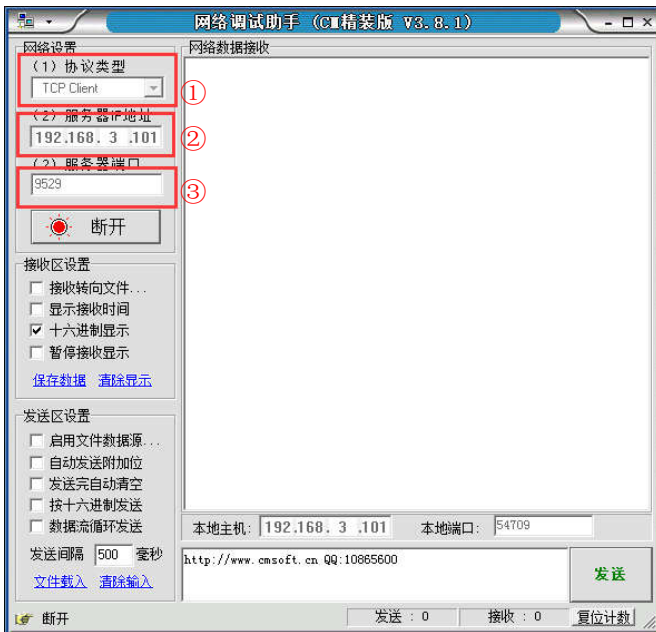 网络调试助手 (CM精装版 V3.8.1)
网络设置
(1) 协议类型
TCP Client
①
(2) 服务器IP地址
192.168. 3 .101
②
(2) 服务器端口
9529
③
断开
接收区设置
接收转向文件...
显示接收时间
十六进制显示
暂停接收显示
保存数据 清除显示
发送区设置
启用文件数据源...
自动发送附加位
发送完自动清空
按十六进制发送
数据流循环发送
发送间隔 500 毫秒
文件载入 清除输入
网络数据接收
本地主机: 192.168. 3 .101 本地端口: 54709
http://www.cmsoft.cn QQ:10865600
发送
断开 发送 : 0 接收 : 0 复位计数